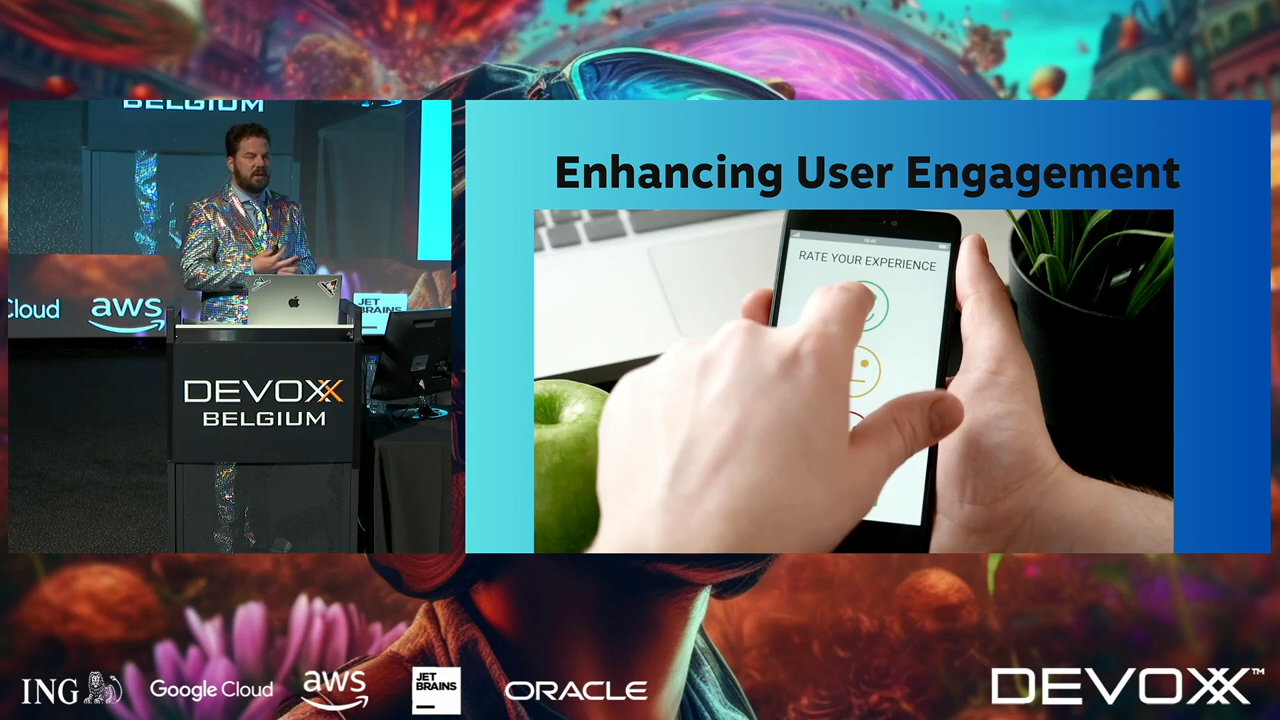 BELGIUM
Cloud
aws
JET
BRAINS
DEVOXX
BELGIUM
Enhancing User Engagement
RATE YOUR EXPERIENCE
ING
Google Cloud
aws
JET
BRAINS
ORACLE
DEVOXX™